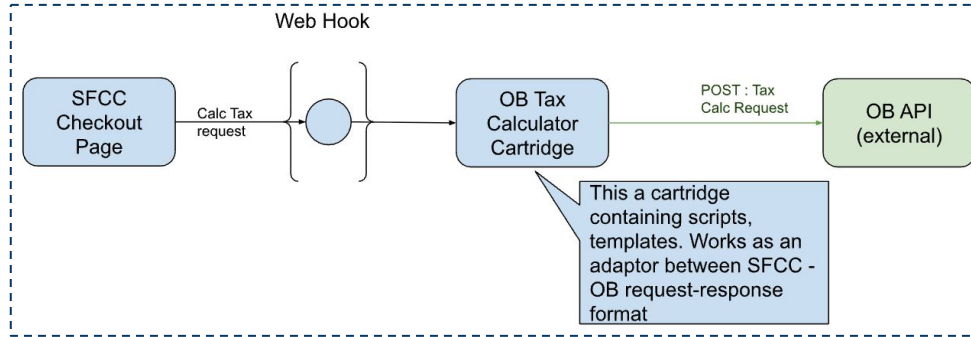 Web Hook
SFCC
Checkout
Page
Calc Tax
request
OB Tax
Calculator
Cartridge
POST : Tax
Calc Request
OB API
(external)
This a cartridge
containing scripts,
templates. Works as an
adaptor between SFCC -
OB request-response
format